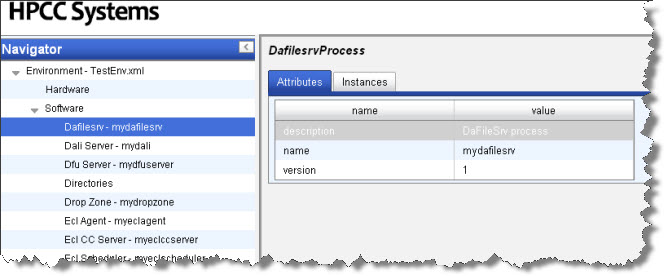 HPCC Systems
Navigator
Environment - TestEnv.xml
Hardware
Software
Dafilesrv - mydafilesrv
Dali Server - mydali
Dfu Server - mydfuserver
Directories
Drop Zone - mydropzone
Ecl Agent - myeclagent
Ecl CC Server - myeclccserver
Ecl Scheduler - myeclscheduler
DafilesrvProcess
Attributes Instances
name value
description DaFileSrv process
name mydafilesrv
version 1